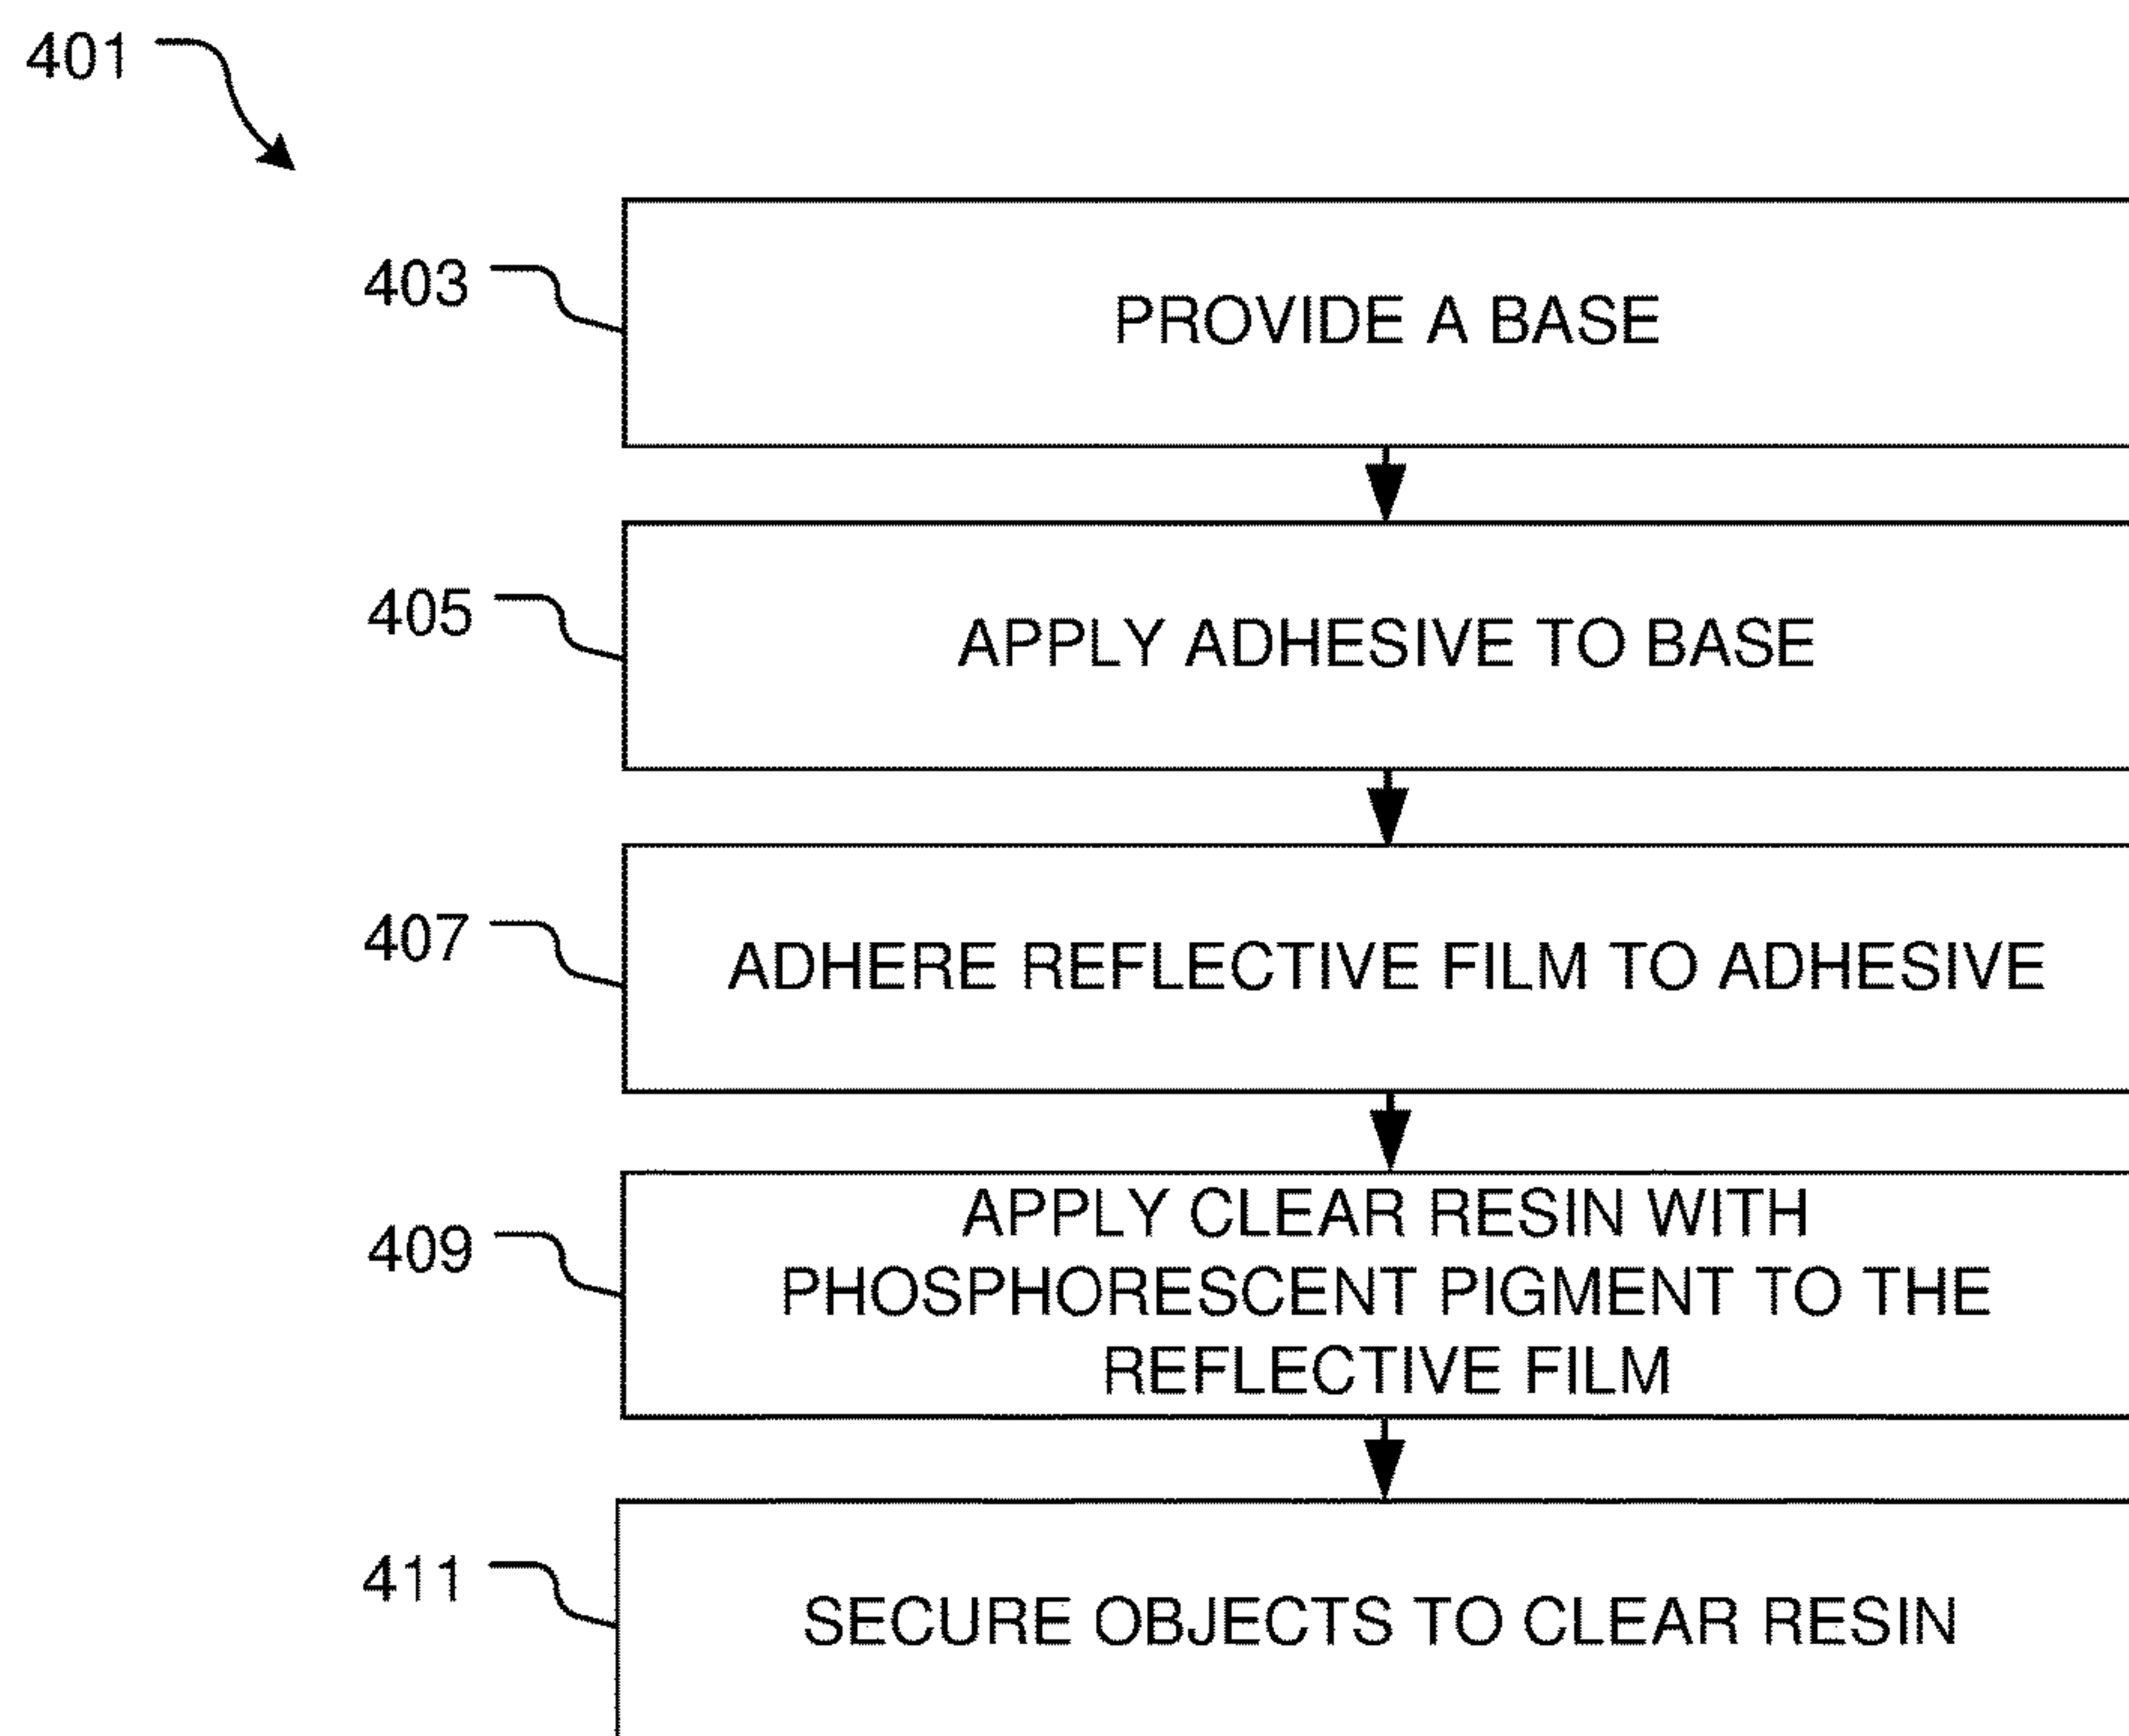 401
403
PROVIDE A BASE
405
APPLY ADHESIVE TO BASE
407
ADHERE REFLECTIVE FILM TO ADHESIVE
409
APPLY CLEAR RESIN WITH
PHOSPHORESCENT PIGMENT TO THE
REFLECTIVE FILM
411
SECURE OBJECTS TO CLEAR RESIN